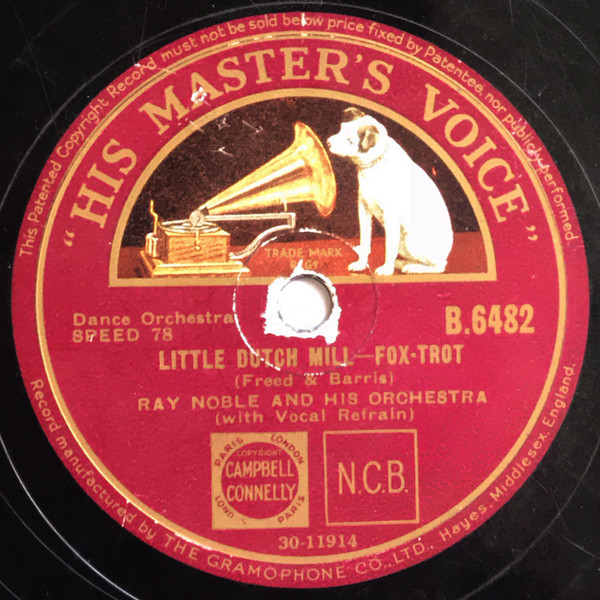 This Patented Copyright Record must not be sold below price fixed by Patentee, nor publicly performed.
"HIS MASTER'S VOICE"
TRADE MARK
Dance Orchestra
SPEED 78
B.6482
LITTLE DUTCH MILL—FOX-TROT
(Freed & Barris)
RAY NOBLE AND HIS ORCHESTRA
(with Vocal Refrain)
PARIS LONDON
COPYRIGHT
CAMPBELL
CONNELLY
PARIS
N.C.B.
30-11914
Record manufactured by THE GRAMOPHONE CO., LTD., Hayes, Middlesex, England.